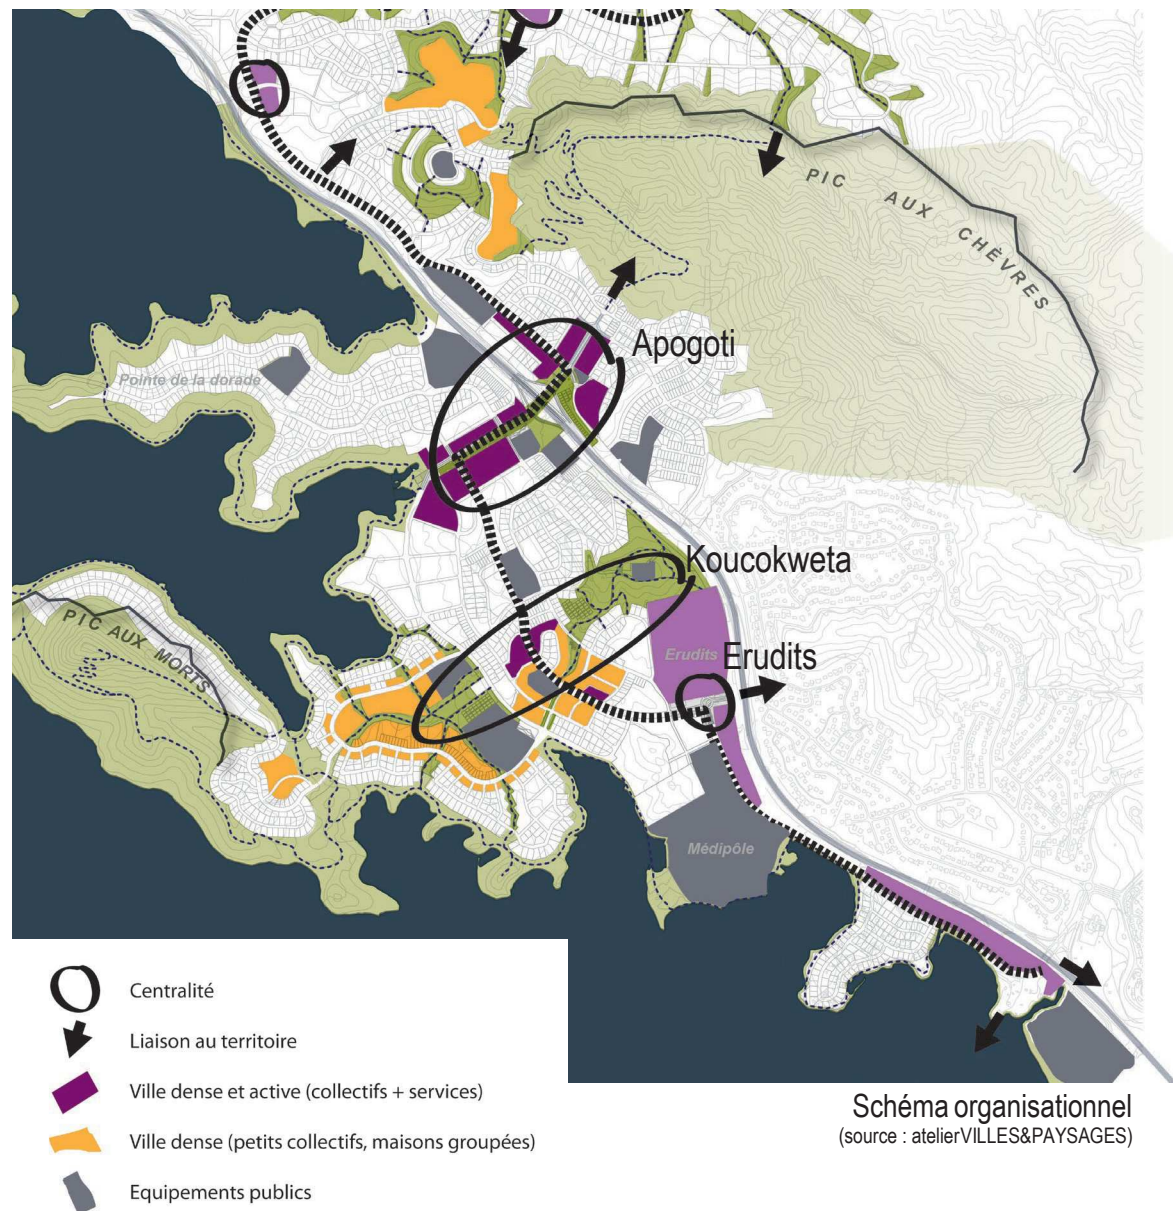 PIC AUX CHÈVRES
Apogoti
Pointe de la dorade
Koucokweta
PIC AUX MORTS
Erudits
Erudits
Médipôle
Centralité
Liaison au territoire
Ville dense et active (collectifs + services)
Ville dense (petits collectifs, maisons groupées)
Equipements publics
Schéma organisationnel
(source : atelierVILLES&PAYSAGES)